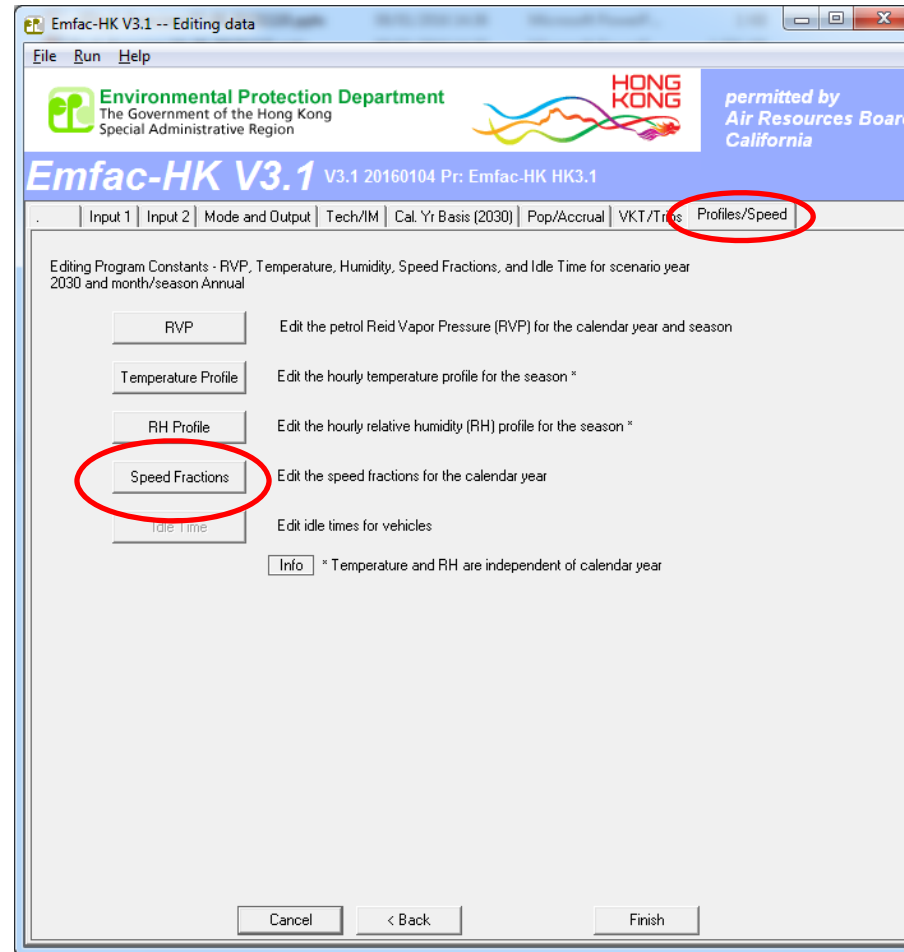 Emfac-HK V3.1 -- Editing data
File Run Help
Environmental Protection Department
The Government of the Hong Kong
Special Administrative Region
HONG
KONG
permitted by
Air Resources Boar
California
Emfac-HK V3.1 V3.1 20160104 Pr: Emfac-HK HK3.1
. Input 1 Input 2 Mode and Output Tech/IM Cal. Yr Basis (2030) Pop/Accrual VKT/Trips Profiles/Speed
Editing Program Constants - RVP, Temperature, Humidity, Speed Fractions, and Idle Time for scenario year
2030 and month/season Annual
RVP Edit the petrol Reid Vapor Pressure (RVP) for the calendar year and season
Temperature Profile Edit the hourly temperature profile for the season *
RH Profile Edit the hourly relative humidity (RH) profile for the season *
Speed Fractions Edit the speed fractions for the calendar year
Idle Time Edit idle times for vehicles
Info * Temperature and RH are independent of calendar year
Cancel < Back Finish